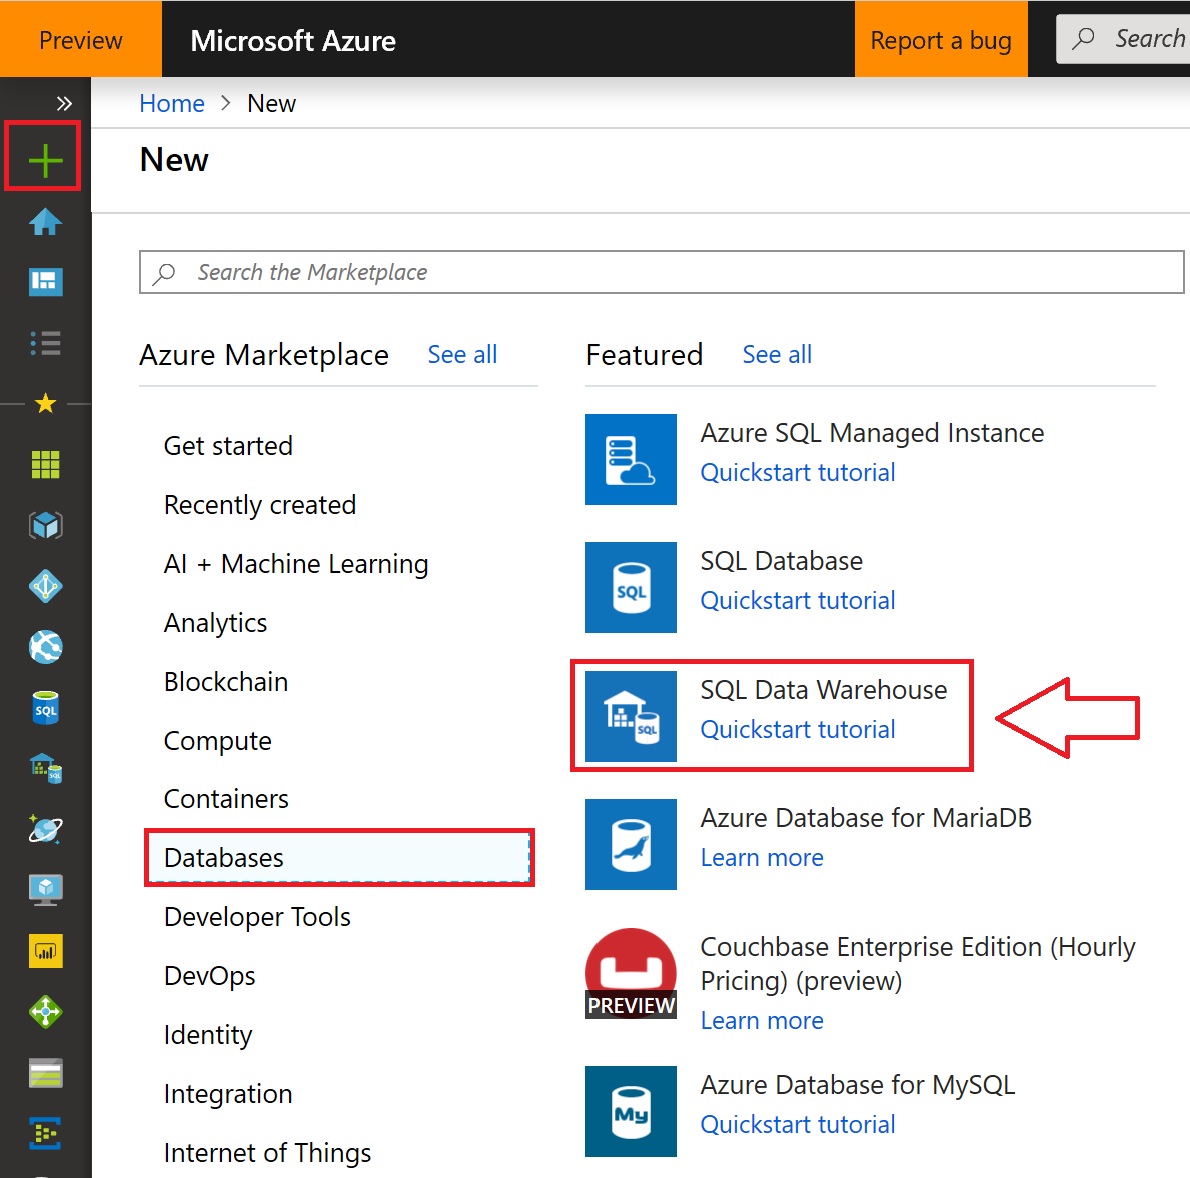 Preview
Microsoft Azure
Report a bug
Search
Home > New
New
Search the Marketplace
Azure Marketplace
See all
Get started
Recently created
AI + Machine Learning
Analytics
Blockchain
Compute
Containers
Databases
Developer Tools
DevOps
Identity
Integration
Internet of Things
Featured
See all
Azure SQL Managed Instance
Quickstart tutorial
SQL
SQL Database
Quickstart tutorial
SQL
SQL Data Warehouse
Quickstart tutorial
Azure Database for MariaDB
Learn more
PREVIEW
Couchbase Enterprise Edition (Hourly
Pricing) (preview)
Learn more
My
Azure Database for MySQL
Quickstart tutorial
SQL
SQL